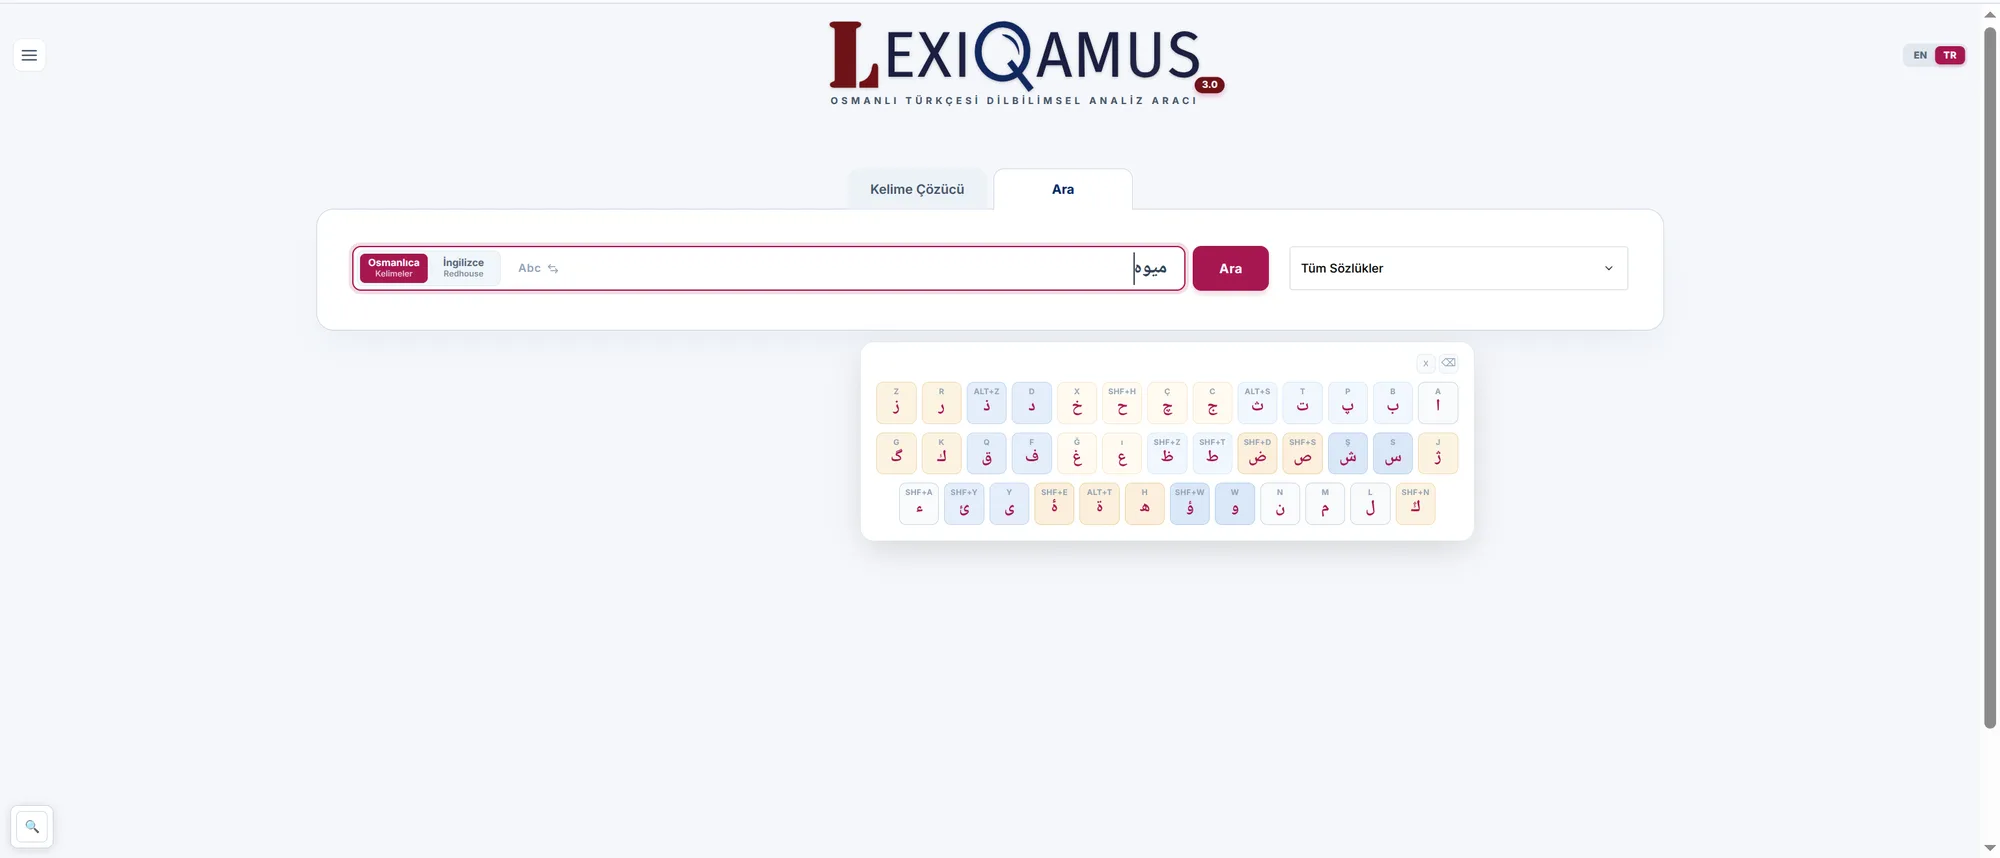 LEXIQAMUS 3.0
OSMANLI TÜRKÇESİ DİLBİLİMSEL ANALİZ ARACI
EN TR
Kelime Çözücü Ara
Osmanlıca İngilizce Abc ميوه Ara Tüm Sözlükler
Kelimeler Redhouse
x
Z R ALT+Z D X SHF+H Ç C ALT+S T P B A
ز ر ذ د خ ح چ ج ث ت پ ب ا
G K Q F Ğ ı SHF+Z SHF+T SHF+D SHF+S Ş S J
گ ك ق ف غ ع ظ ط ض ص ش س ژ
SHF+A SHF+Y Y SHF+E ALT+T H SHF+W W N M L SHF+N
ء ئ ى ۀ ة ه ؤ و ن م ل ڭ